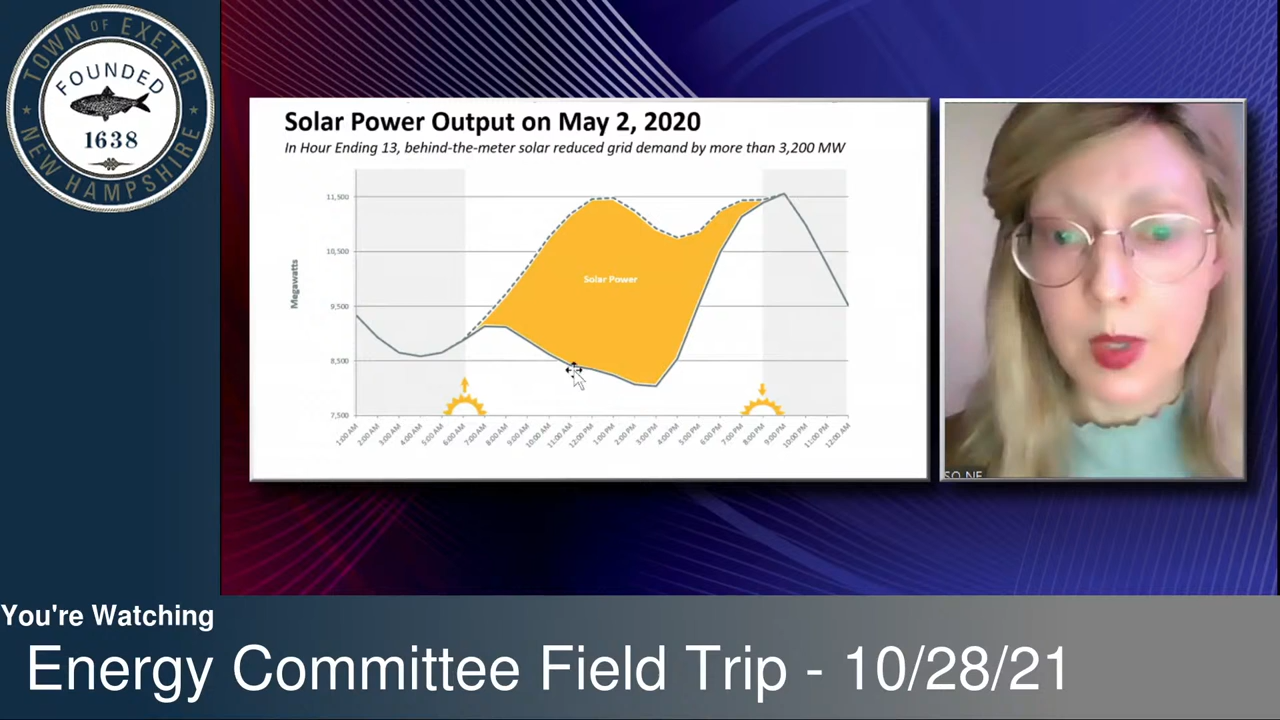 TOWN OF EXETER
FOUNDED
1638
NEW HAMPSHIRE
Solar Power Output on May 2, 2020
In Hour Ending 13, behind-the-meter solar reduced grid demand by more than 3,200 MW
Megawatts
11,500
10,500
9,500
8,500
7,500
Solar Power
1:00 AM
2:00 AM
3:00 AM
4:00 AM
5:00 AM
6:00 AM
7:00 AM
8:00 AM
9:00 AM
10:00 AM
11:00 AM
12:00 PM
1:00 PM
2:00 PM
3:00 PM
4:00 PM
5:00 PM
6:00 PM
7:00 PM
8:00 PM
9:00 PM
10:00 PM
11:00 PM
12:00 AM
You're Watching
Energy Committee Field Trip - 10/28/21